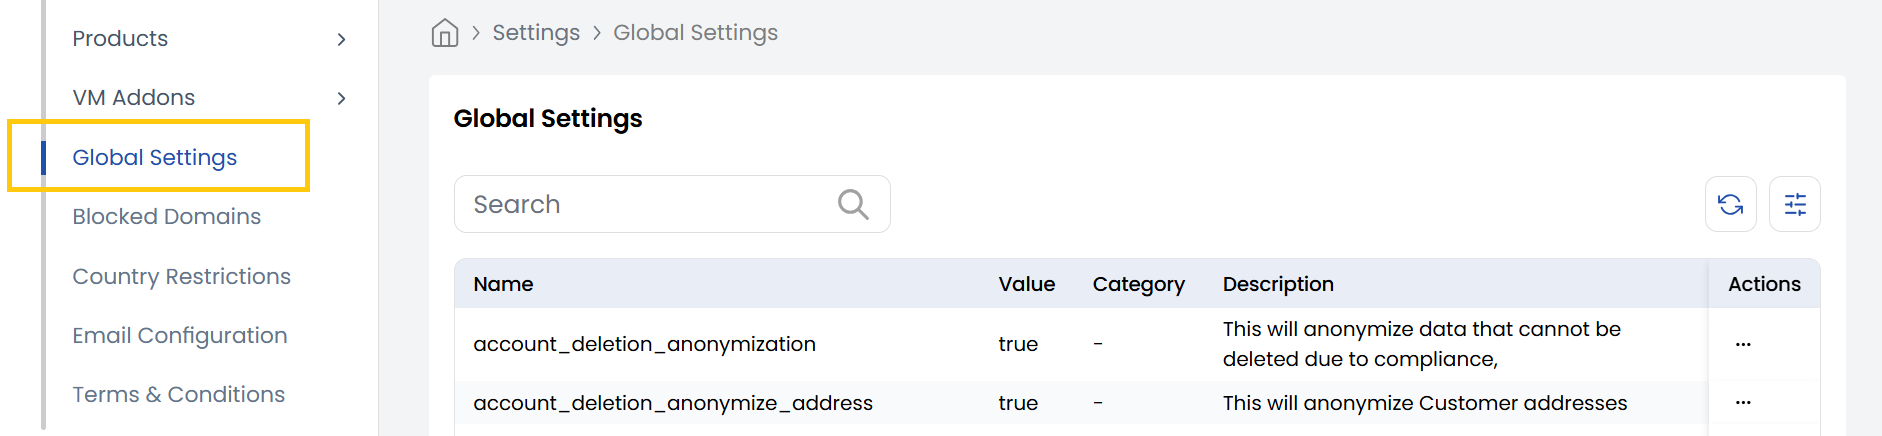 Products
VM Addons
Global Settings
Blocked Domains
Country Restrictions
Email Configuration
Terms & Conditions
Settings > Global Settings
Global Settings
Search
Name Value Category Description Actions
account_deletion_anonymization true - This will anonymize data that cannot be
deleted due to compliance,
account_deletion_anonymize_address true - This will anonymize Customer addresses